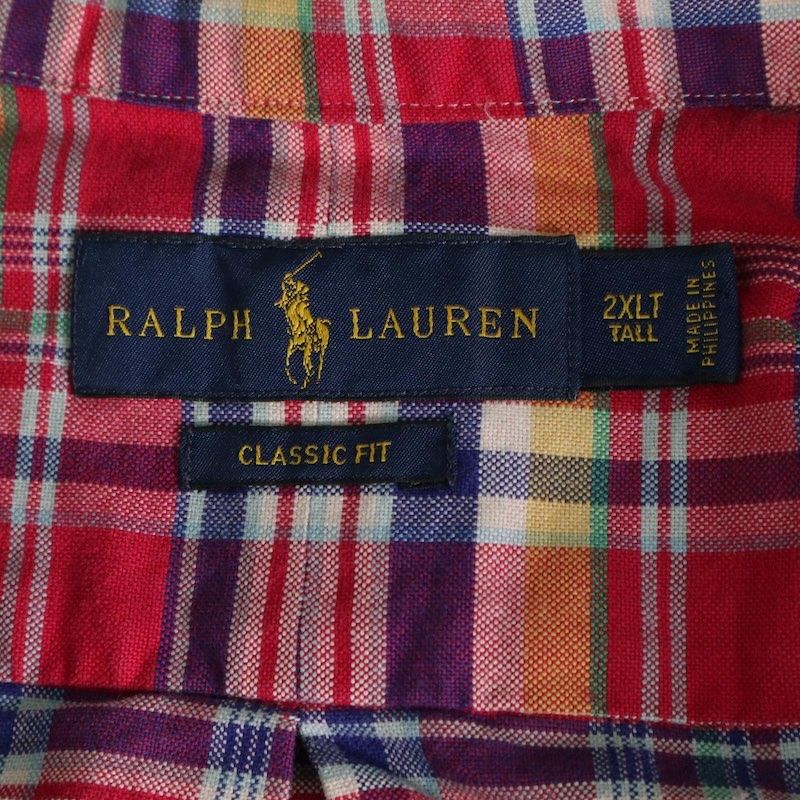 RALPH LAUREN
2XLT
TALL
MADE IN
PHILIPPINES
CLASSIC FIT